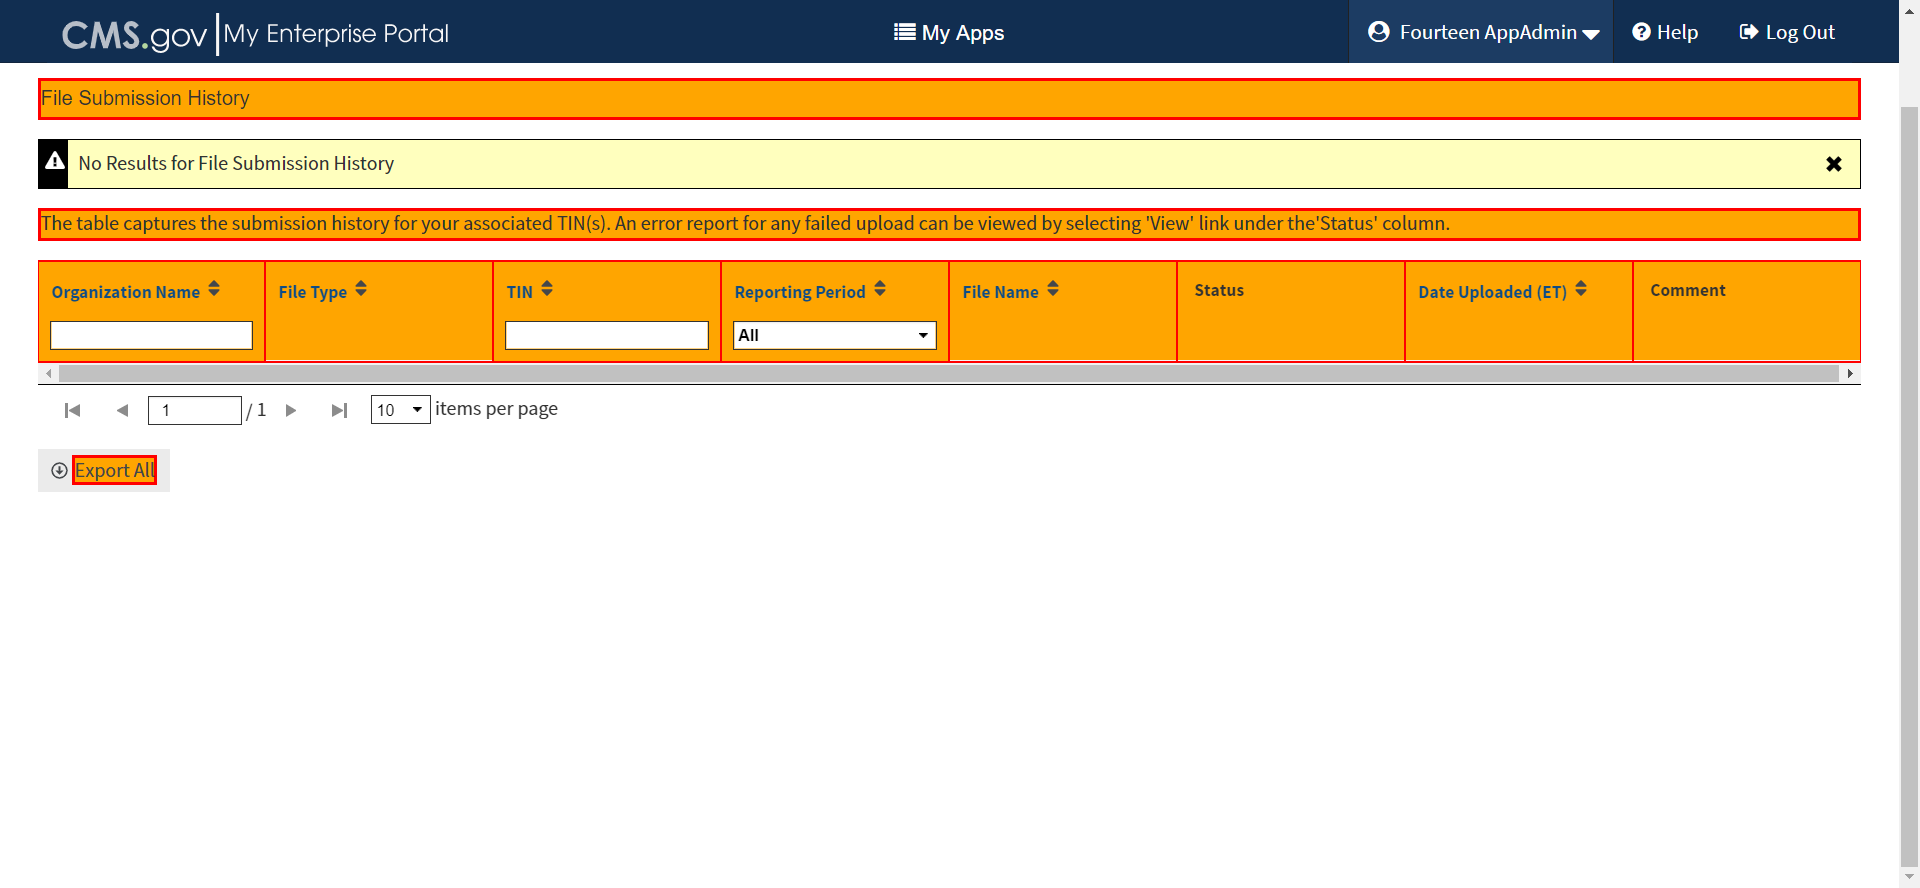 CMS.gov My Enterprise Portal
My Apps
Fourteen AppAdmin
Help
Log Out
File Submission History
No Results for File Submission History
The table captures the submission history for your associated TIN(s). An error report for any failed upload can be viewed by selecting 'View' link under the'Status' column.
Organization Name
File Type
TIN
Reporting Period
File Name
Status
Date Uploaded (ET)
Comment
All
1 / 1
10 items per page
Export All